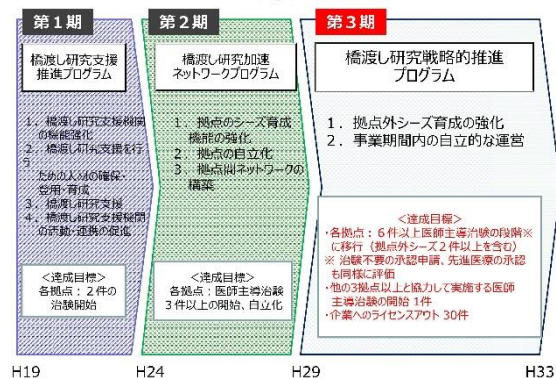 第1期
橋渡し研究支援
推進プログラム
1. 橋渡し研究支援機関
の機能強化
2. 橋渡し研究支援を行
う
ための人材の確保・
登用・育成
3. 橋渡し研究支援
4. 橋渡し研究支援機関
の活動・連携の促進
<達成目標>
各拠点:2件の
治験開始
第2期
橋渡し研究加速
ネットワークプログラム
1. 拠点のシーズ育成
機能の強化
2. 拠点の自立化
3. 拠点間ネットワークの
構築
<達成目標>
各拠点:医師主導治験
3件以上の開始、自立化
第3期
橋渡し研究戦略的推進
プログラム
1. 拠点外シーズ育成の強化
2. 事業期間内の自立的な運営
<達成目標>
・各拠点:6件以上医師主導治験の段階※
に移行(拠点外シーズ2件以上を含む)
※ 治験不要の承認申請、先進医療の承認
も同様に評価
・他の3拠点以上と協力して実施する医師
主導治験の開始 1件
・企業へのライセンスアウト 30件
H19 H24 H29 H33